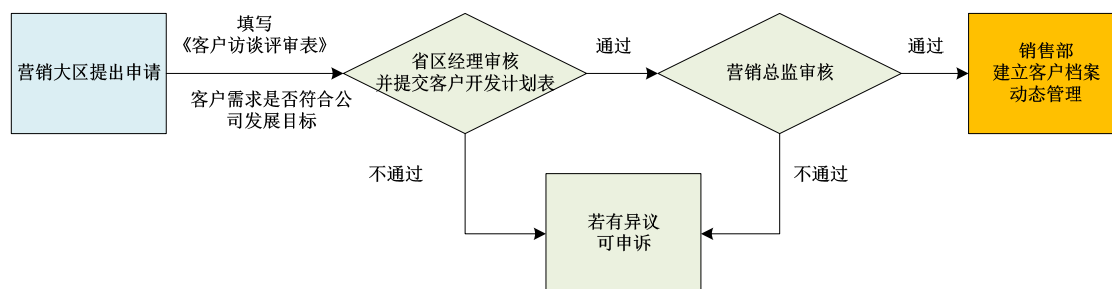 营销大区提出申请
填写
《客户访谈评审表》
客户需求是否符合公
司发展目标
省区经理审核
并提交客户开发计划表
通过
营销总监审核
通过
销售部
建立客户档案
动态管理
不通过
若有异议
可申诉
不通过